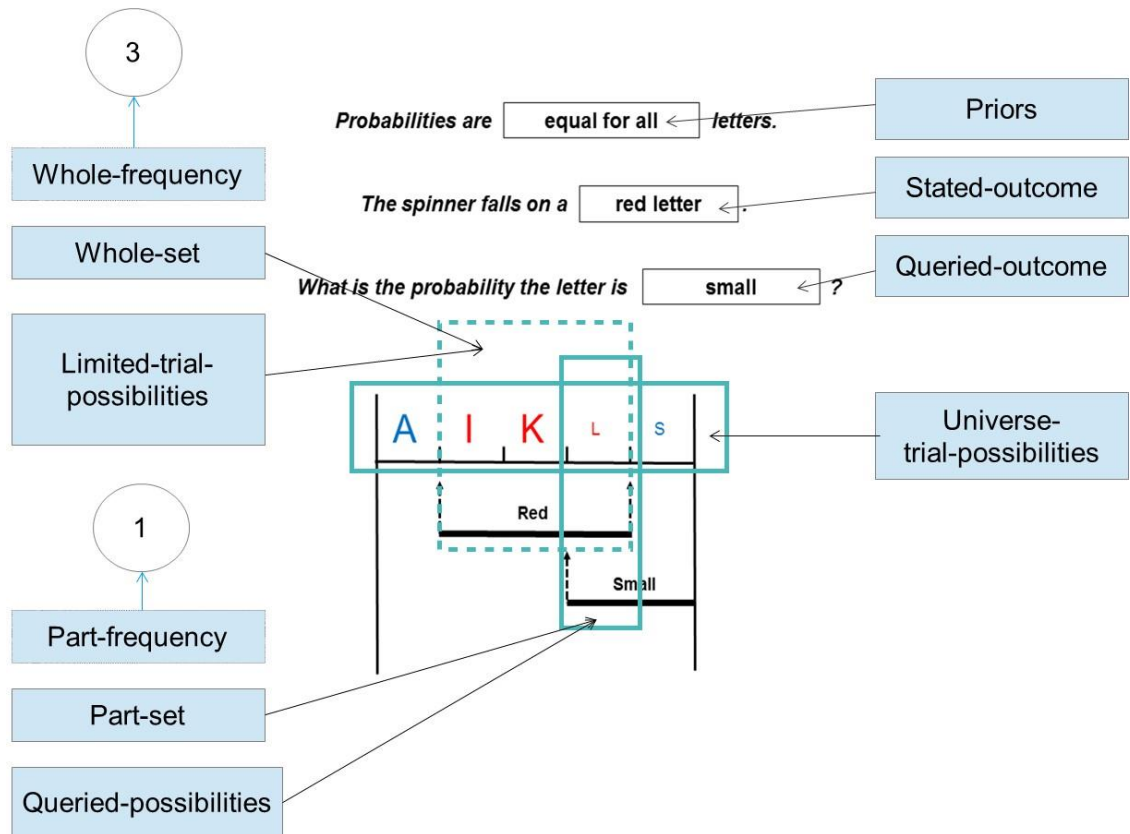 3
Whole-frequency
Whole-set
Limited-trial-
possibilities
1
Part-frequency
Part-set
Queried-possibilities
Probabilities are equal for all letters.
The spinner falls on a red letter .
What is the probability the letter is small ?
A I K L S
Red
Small
Priors
Stated-outcome
Queried-outcome
Universe-
trial-possibilities